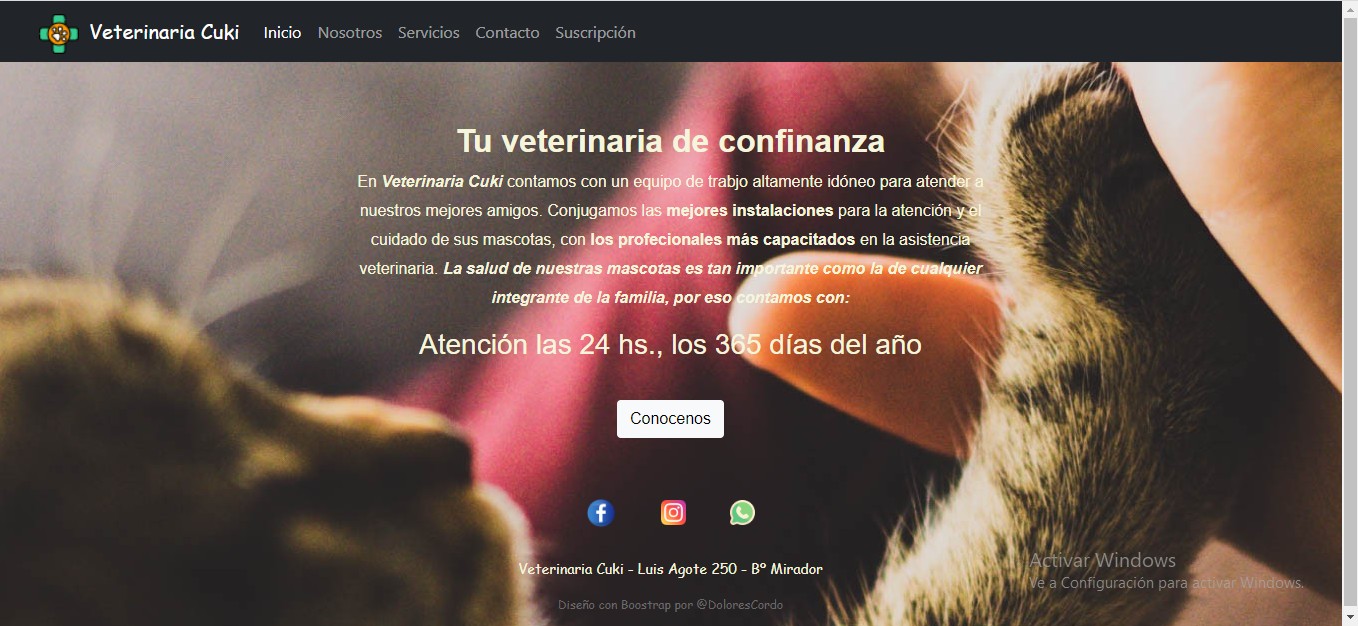 Veterinaria Cuki Inicio Nosotros Servicios Contacto Suscripción
Tu veterinaria de confinanza
En Veterinaria Cuki contamos con un equipo de trabjo altamente idóneo para atender a
nuestros mejores amigos. Conjugamos las mejores instalaciones para la atención y el
cuidado de sus mascotas, con los profecionales más capacitados en la asistencia
veterinaria. La salud de nuestras mascotas es tan importante como la de cualquier
integrante de la familia, por eso contamos con:
Atención las 24 hs., los 365 días del año
Conocenos
Veterinaria Cuki - Luis Agote 250 - Bº Mirador
Activar Windows
Ve a Configuración para activar Windows.
Diseño con Boostrap por @DoloresCordo